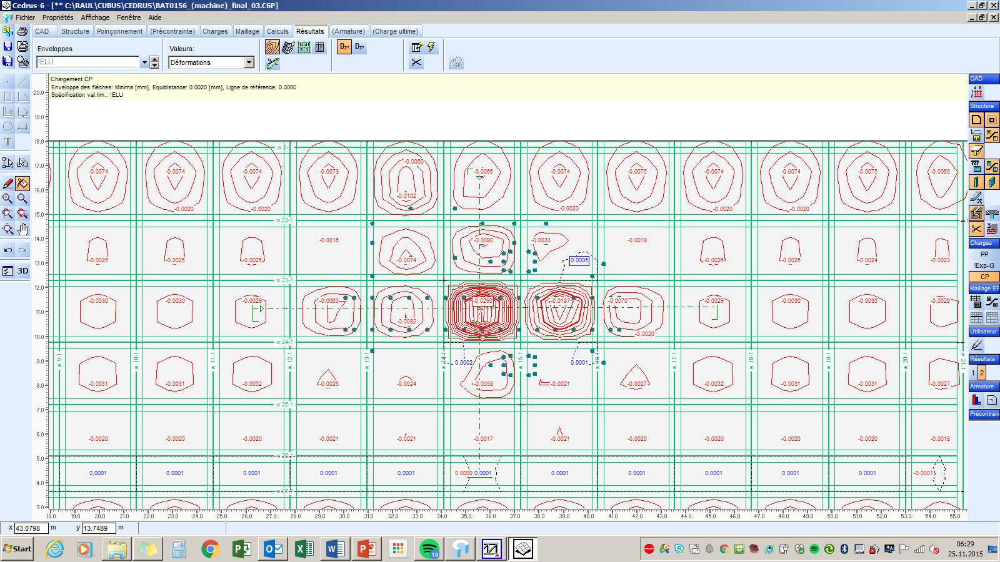 Cedrus-6 - [** C:\RAUL\CUBUS\CEDRUS\BAT0156_(machine)_final_03.C6P]
Fichier Propriétés Affichage Fenêtre Aide
CAD Structure Poinçonnement (Précontrainte) Charges Maillage Calculs Résultats (Armature) (Charge ultime)
Enveloppes Valeurs:
!ELU Déformations
Dz< Dz>
Chargement CP
Enveloppe des flèches: Minima [mm], Equidistance: 0.0020 [mm], Ligne de référence: 0.0000
Spécification val.lim.: !ELU
20.0
19.0
18.0
w 2-1
17.0 -0.0074 -0.0074 -0.0074 -0.0073 -0.0060 -0.0066 -0.0074 -0.0075 -0.0074 -0.0074 -0.0075 -0.0060
16.0 -0.0102
-0.0020 -0.0020 -0.0020 -0.0020
15.0
w 22-1
14.0 -0.0016 -0.0090 -0.0033 -0.0019
-0.0025 -0.0025 -0.0025 -0.0074 0.0005 -0.0026 -0.0025 -0.0024 -0.0023
13.0
w 23-1
12.0
-0.0030 -0.0030 -0.0029 -0.0063 -0.0290 -0.0187 -0.0070 -0.0029 -0.0030 -0.0030 -0.0026
11.0
-0.0082
10.0 -0.0020
w 24-1
9.0 w 9-1 w 10-1 w 11-1 w 12-1 w 13-1 0.0002 w 15-1 0.0001 w 17-1 w 18-1 w 19-1 w 20-1 w 21-1
8.0 -0.0031 -0.0031 -0.0032 -0.0025 -0.0024 -0.0058 -0.0021 -0.0027 -0.0032 -0.0031 -0.0031 -0.0027
w 25-1
7.0
6.0 -0.0020 -0.0020 -0.0020 -0.0021 -0.0021 -0.0017 -0.0021 -0.0020 -0.0020 -0.0020 -0.0020 -0.0018
w 26-1
5.0
0.0001 0.0001 0.0001 0.0001 0.0001 0.0000 0.0001 0.0001 0.0001 0.0001 0.0001 0.0001 -0.0001
4.0
w 27-1
3.0
18.0 19.0 20.0 21.0 22.0 23.0 24.0 25.0 26.0 27.0 28.0 29.0 30.0 31.0 32.0 33.0 34.0 35.0 36.0 37.0 38.0 39.0 40.0 41.0 42.0 43.0 44.0 45.0 46.0 47.0 48.0 49.0 50.0 51.0 52.0 53.0 54.0 55.0
T
3D
CAD
Structure
Charges
PP
!Exp-G
CP
Maillage EF
Utilisateur
Résultats
1 2
Armature
Précontrain
x 43.0798 m y 13.7489 m
Start
18
06:29
25.11.2015